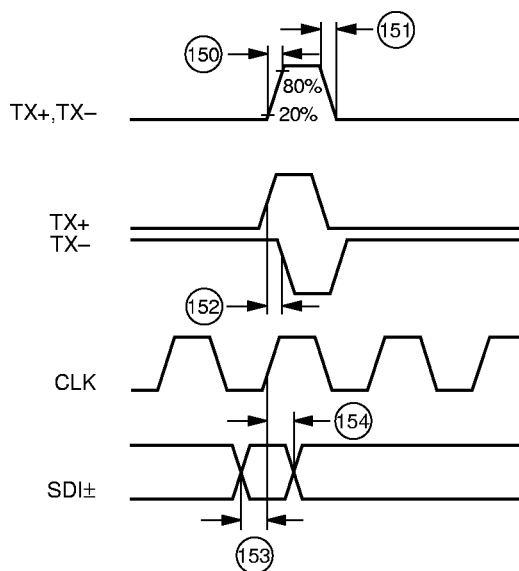 150
151
80%
TX+,TX–
20%
TX+
TX–
152
CLK
154
SDI±
153